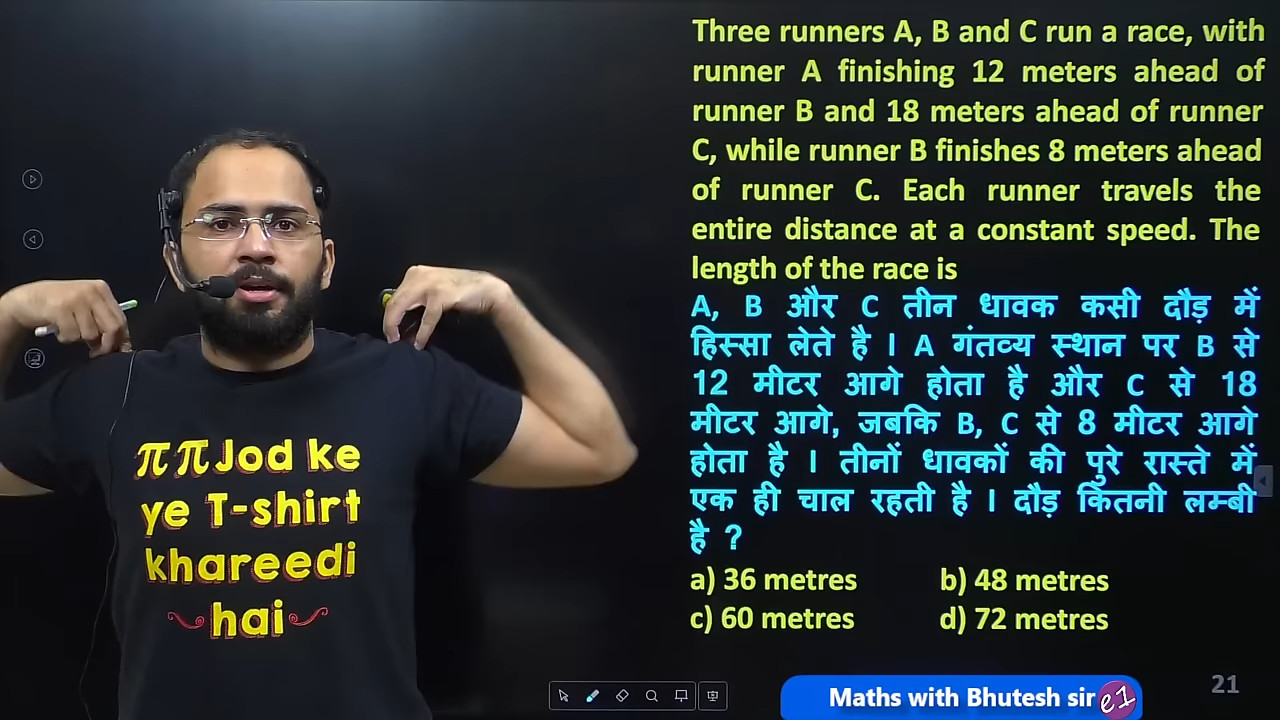 Three runners A, B and C run a race, with
runner A finishing 12 meters ahead of
runner B and 18 meters ahead of runner
C, while runner B finishes 8 meters ahead
of runner C. Each runner travels the
entire distance at a constant speed. The
length of the race is
A, B और C तीन धावक कसी दौड़ में
हिस्सा लेते है । A गंतव्य स्थान पर B से
12 मीटर आगे होता है और C से 18
मीटर आगे, जबकि B, C से 8 मीटर आगे
होता है । तीनों धावकों की पुरे रास्ते में
एक ही चाल रहती है । दौड़ कितनी लम्बी
है ?
a) 36 metres b) 48 metres
c) 60 metres d) 72 metres
ππJod ke
ye T-shirt
khareedi
hai
Maths with Bhutesh sir e1
21